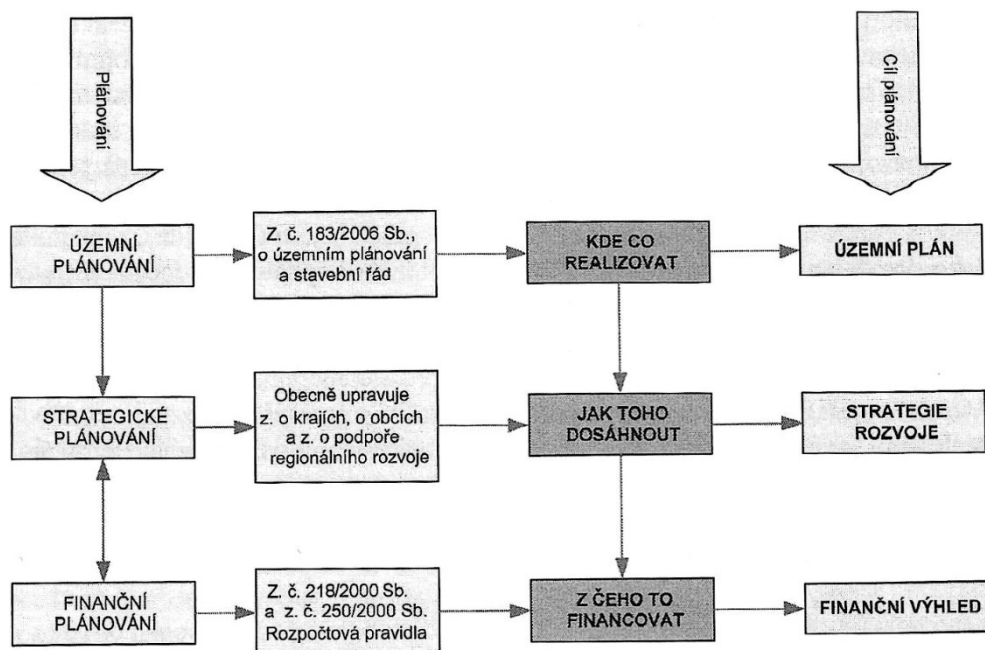 Plánování
Cíl plánování
ÚZEMNÍ
PLÁNOVÁNÍ
Z. č. 183/2006 Sb.,
o územním plánování
a stavební řád
KDE CO
REALIZOVAT
ÚZEMNÍ PLÁN
STRATEGICKÉ
PLÁNOVÁNÍ
Obecně upravuje
z. o krajích, o obcích
a z. o podpoře
regionálního rozvoje
JAK TOHO
DOSÁHNOUT
STRATEGIE
ROZVOJE
FINANČNÍ
PLÁNOVÁNÍ
Z. č. 218/2000 Sb.
a z. č. 250/2000 Sb.
Rozpočtová pravidla
Z ČEHO TO
FINANCOVAT
FINANČNÍ VÝHLED